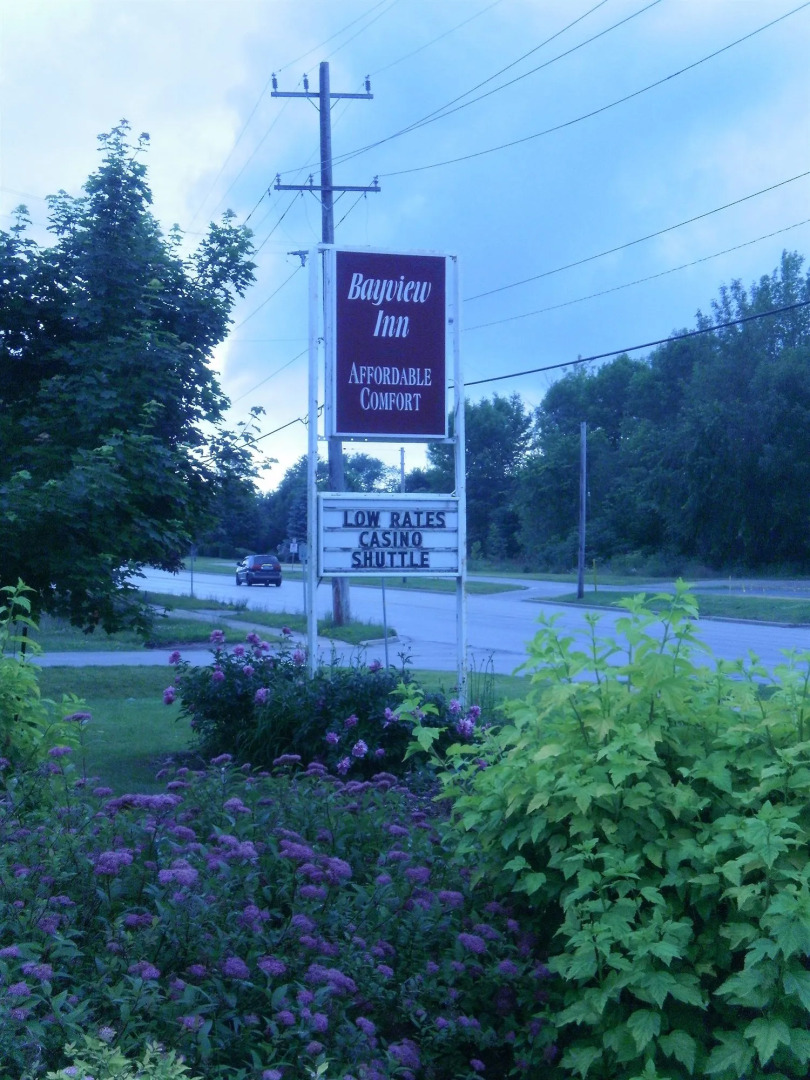 Bayview
Inn
AFFORDABLE
COMFORT
LOW RATES
CASINO
SHUTTLE